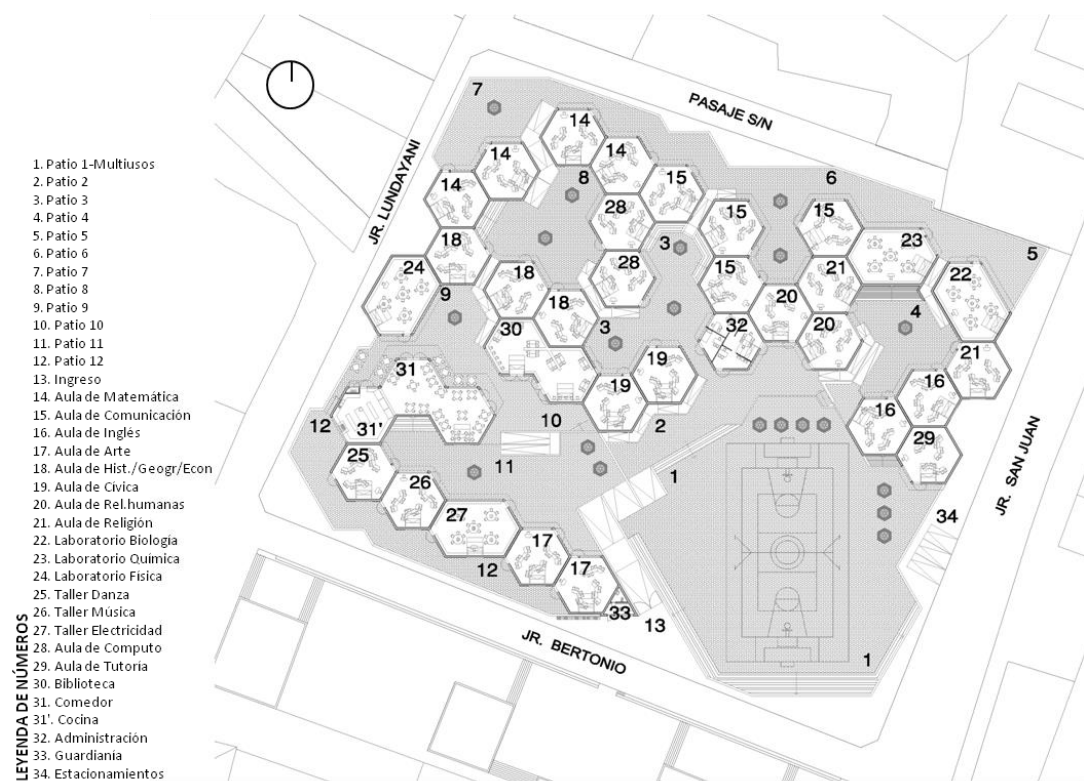 LEYENDA DE NÚMEROS
1. Patio 1-Multiusos
2. Patio 2
3. Patio 3
4. Patio 4
5. Patio 5
6. Patio 6
7. Patio 7
8. Patio 8
9. Patio 9
10. Patio 10
11. Patio 11
12. Patio 12
13. Ingreso
14. Aula de Matemática
15. Aula de Comunicación
16. Aula de Inglés
17. Aula de Arte
18. Aula de Hist./Geogr/Econ
19. Aula de Cívica
20. Aula de Rel.humanas
21. Aula de Religión
22. Laboratorio Biología
23. Laboratorio Química
24. Laboratorio Física
25. Taller Danza
26. Taller Música
27. Taller Electricidad
28. Aula de Computo
29. Aula de Tutoría
30. Biblioteca
31. Comedor
31'. Cocina
32. Administración
33. Guardianía
34. Estacionamientos
PASAJE S/N
JR. LUNDAYANI
JR. SAN JUAN
JR. BERTONIO
7
14
14
14
14
8
15
6
15
15
28
3
23
5
18
24
18
28
15
21
22
9
18
20
4
30
3
32
20
21
31
19
19
16
16
12
31'
10
2
29
25
11
1
26
34
27
12
17
17
33
13
1